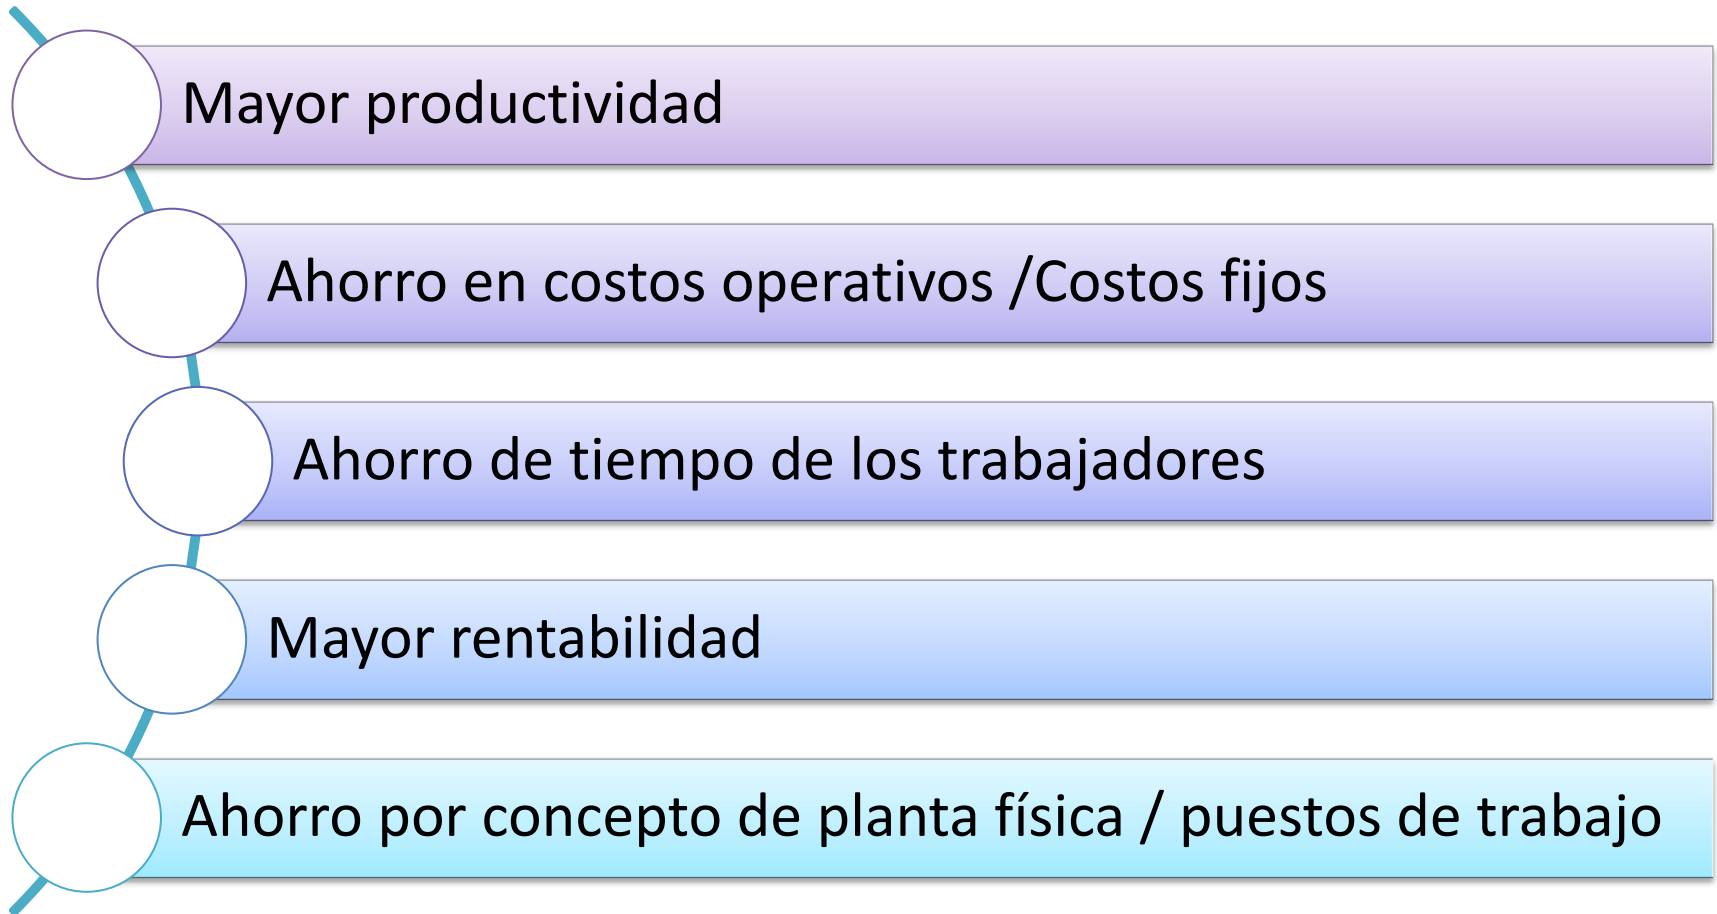 Mayor productividad
Ahorro en costos operativos /Costos fijos
Ahorro de tiempo de los trabajadores
Mayor rentabilidad
Ahorro por concepto de planta física / puestos de trabajo